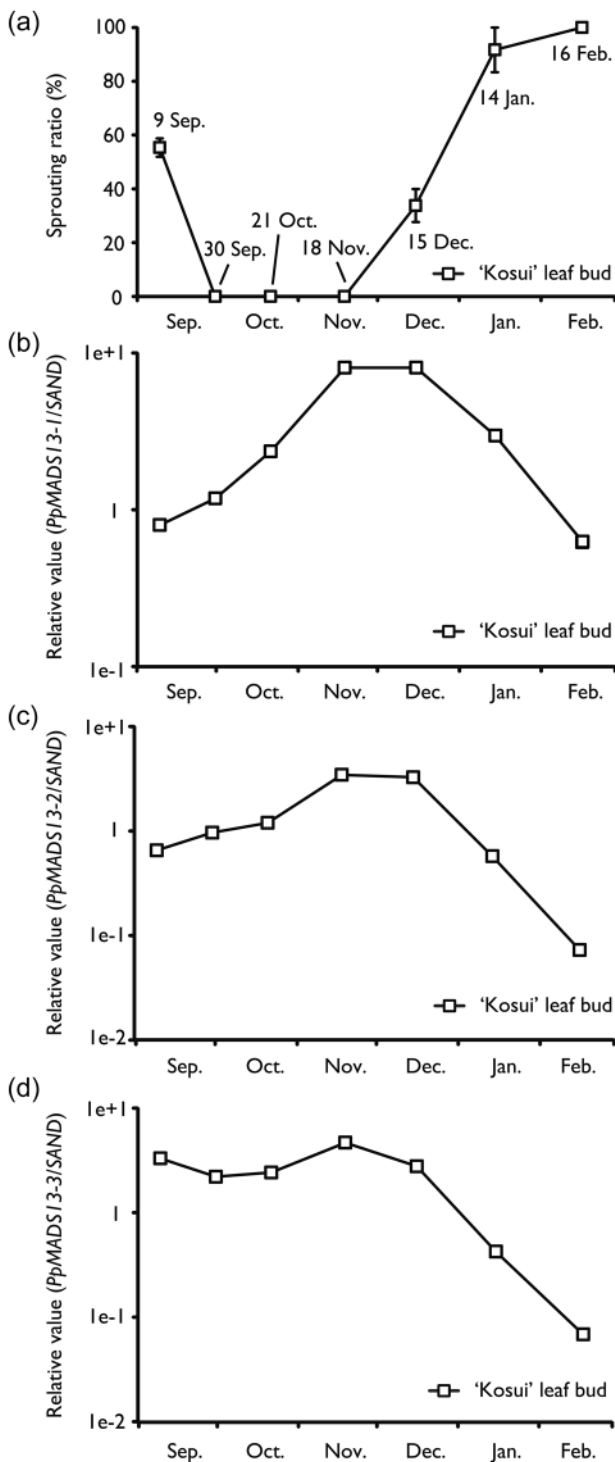 (a)
100
80
60
40
20
0
Sprouting ratio (%)
9 Sep.
30 Sep.
21 Oct.
18 Nov.
15 Dec.
14 Jan.
16 Feb.
'Kosui' leaf bud
Sep. Oct. Nov. Dec. Jan. Feb.
(b)
1e+1
1
1e-1
Relative value (PpMADS13-1/SAND)
'Kosui' leaf bud
Sep. Oct. Nov. Dec. Jan. Feb.
(c)
1e+1
1
1e-1
1e-2
Relative value (PpMADS13-2/SAND)
'Kosui' leaf bud
Sep. Oct. Nov. Dec. Jan. Feb.
(d)
1e+1
1
1e-1
1e-2
Relative value (PpMADS13-3/SAND)
'Kosui' leaf bud
Sep. Oct. Nov. Dec. Jan. Feb.